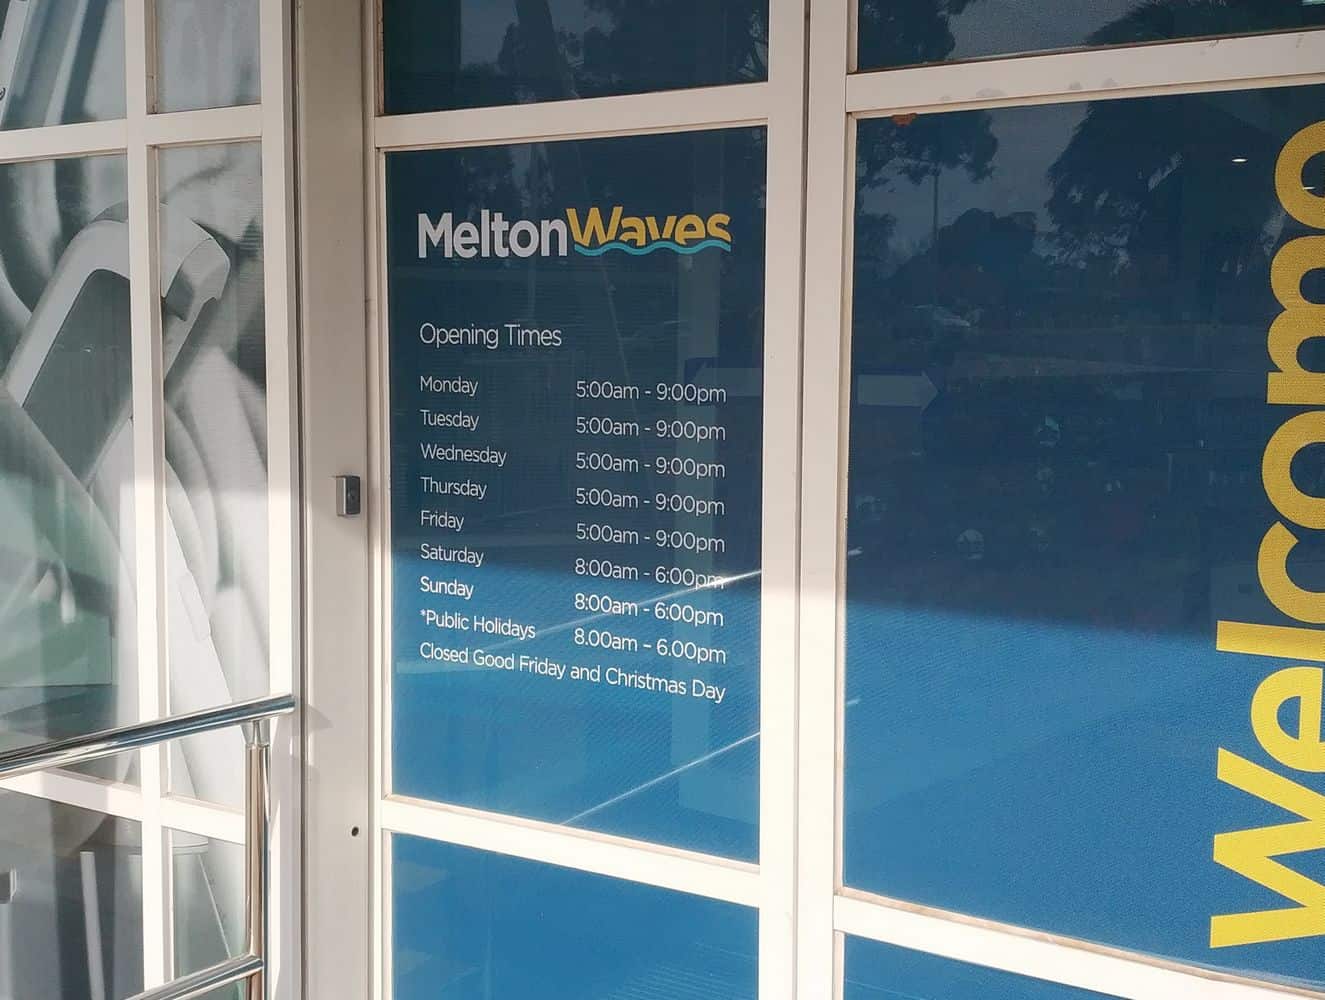 MeltonWaves
Opening Times
Monday 5:00am - 9:00pm
Tuesday 5:00am - 9:00pm
Wednesday 5:00am - 9:00pm
Thursday 5:00am - 9:00pm
Friday 5:00am - 9:00pm
Saturday 8:00am - 6:00pm
Sunday 8:00am - 6:00pm
*Public Holidays 8.00am - 6.00pm
Closed Good Friday and Christmas Day
Welcome